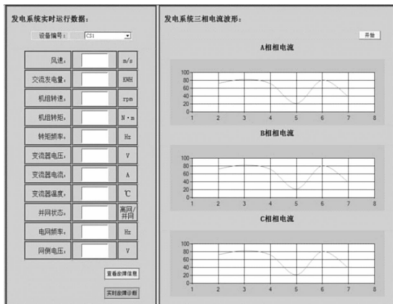 发电系统实时运行数据：
设备编号： C21
风速， m/s
交流发电量， KWH
机组转速， rpm
机组转矩， N·m
转矩频率， Hz
变流器电压， V
变流器电流， A
变流器温度， ℃
并网状态， 离网/并网
电网频率， Hz
网侧电压， V
查看故障信息
实时故障诊断
发电系统三相电流波形：
开始
A相相电流
100
80
60
40
20
0
1 2 3 4 5 6 7 8
B相相电流
100
80
60
40
20
0
1 2 3 4 5 6 7 8
C相相电流
100
80
60
40
20
0
1 2 3 4 5 6 7 8